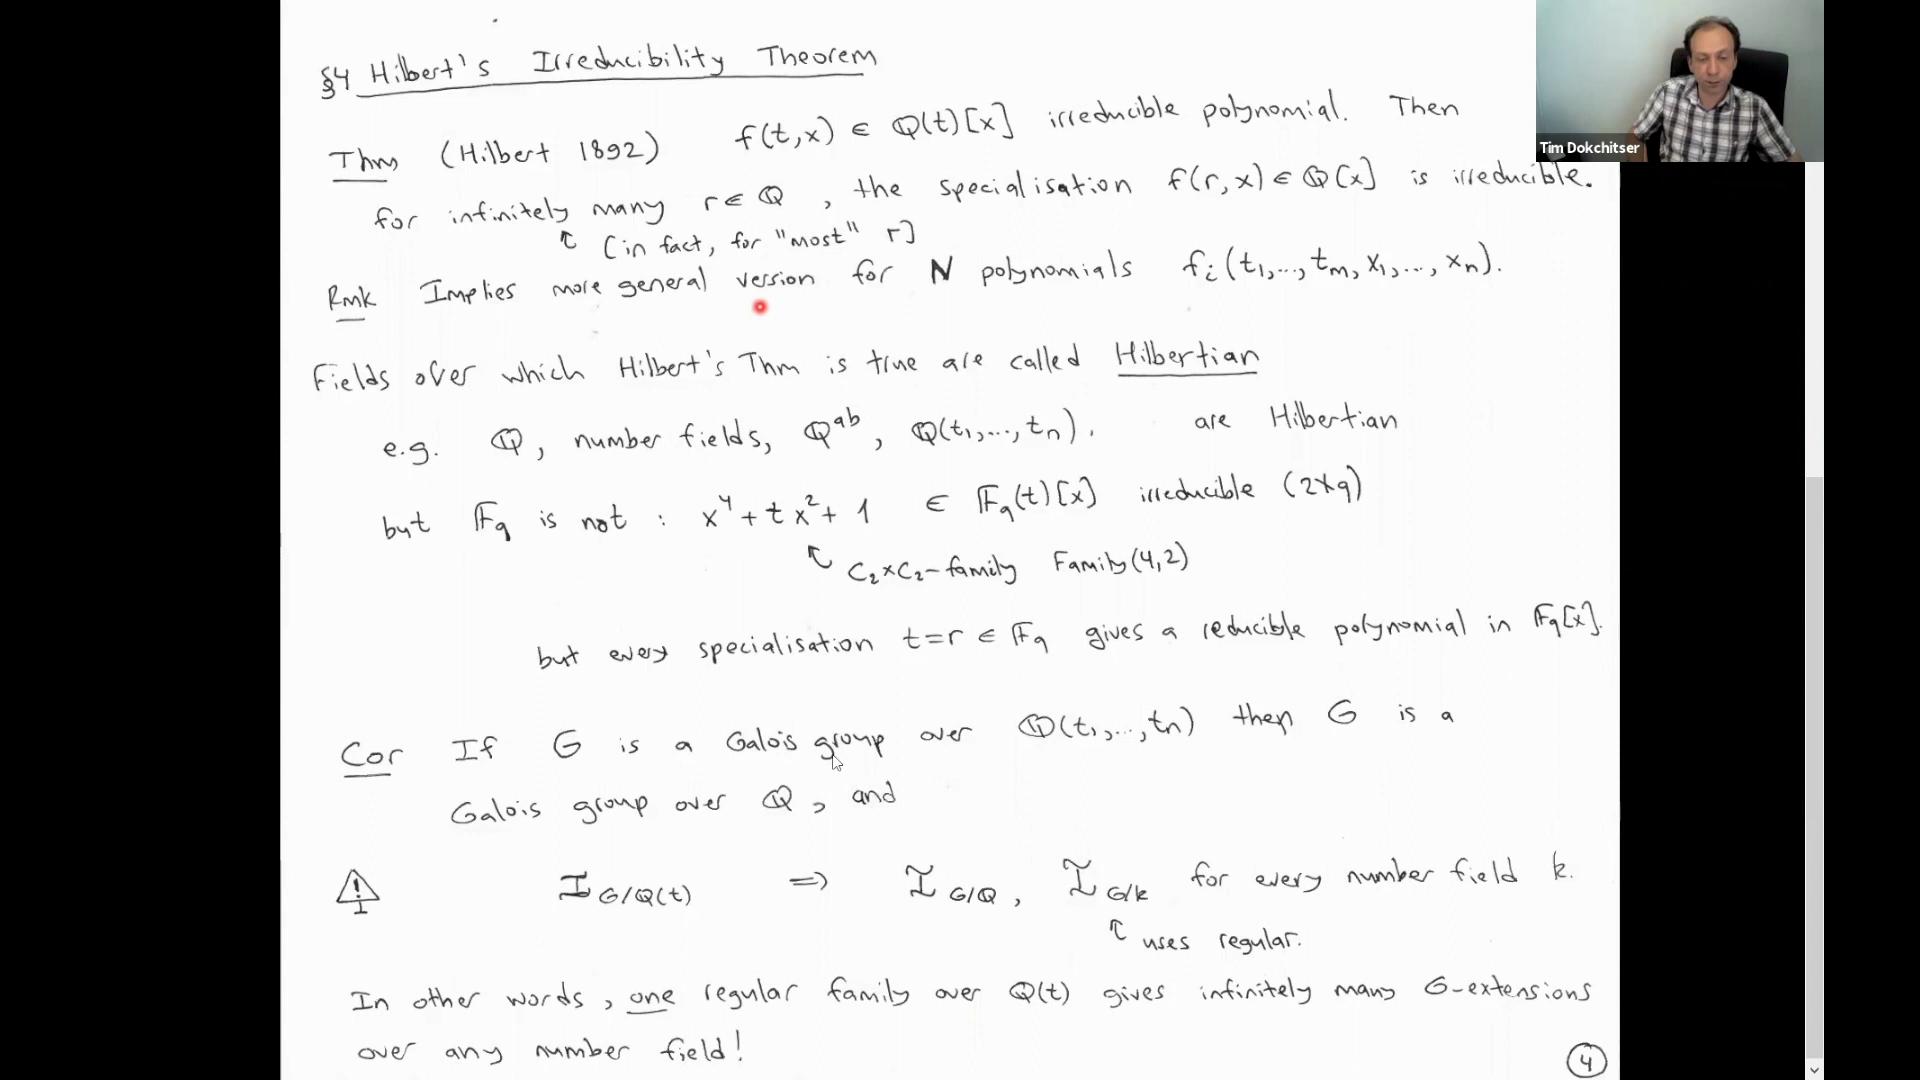 §4 Hilbert's Irreducibility Theorem
Thm (Hilbert 1892) f(t,x) ∈ ℚ(t)[x] irreducible polynomial. Then
for infinitely many r ∈ ℚ, the specialisation f(r,x) ∈ ℚ[x] is irreducible.
↑ (in fact, for "most" r)
Rmk Implies more general version for N polynomials fᵢ(t₁,...,tₘ,x₁,...,xₙ).
Fields over which Hilbert's Thm is true are called Hilbertian
e.g. ℚ, number fields, ℚᵃᵇ, ℚ(t₁,...,tₙ). are Hilbertian
but 𝔽q is not : x⁴+tx²+1 ∈ 𝔽q(t)[x] irreducible (2∤q)
↑ C₂×C₂-family Family(4,2)
but every specialisation t=r ∈ 𝔽q gives a reducible polynomial in 𝔽q[x].
Cor If G is a Galois group over ℚ(t₁,...,tₙ) then G is a
Galois group over ℚ, and
⚠ I G/ℚ(t) ⇒ I G/ℚ, I G/k for every number field k.
↑ uses regular.
In other words, one regular family over ℚ(t) gives infinitely many G-extensions
over any number field!
4
Tim Dokchitser